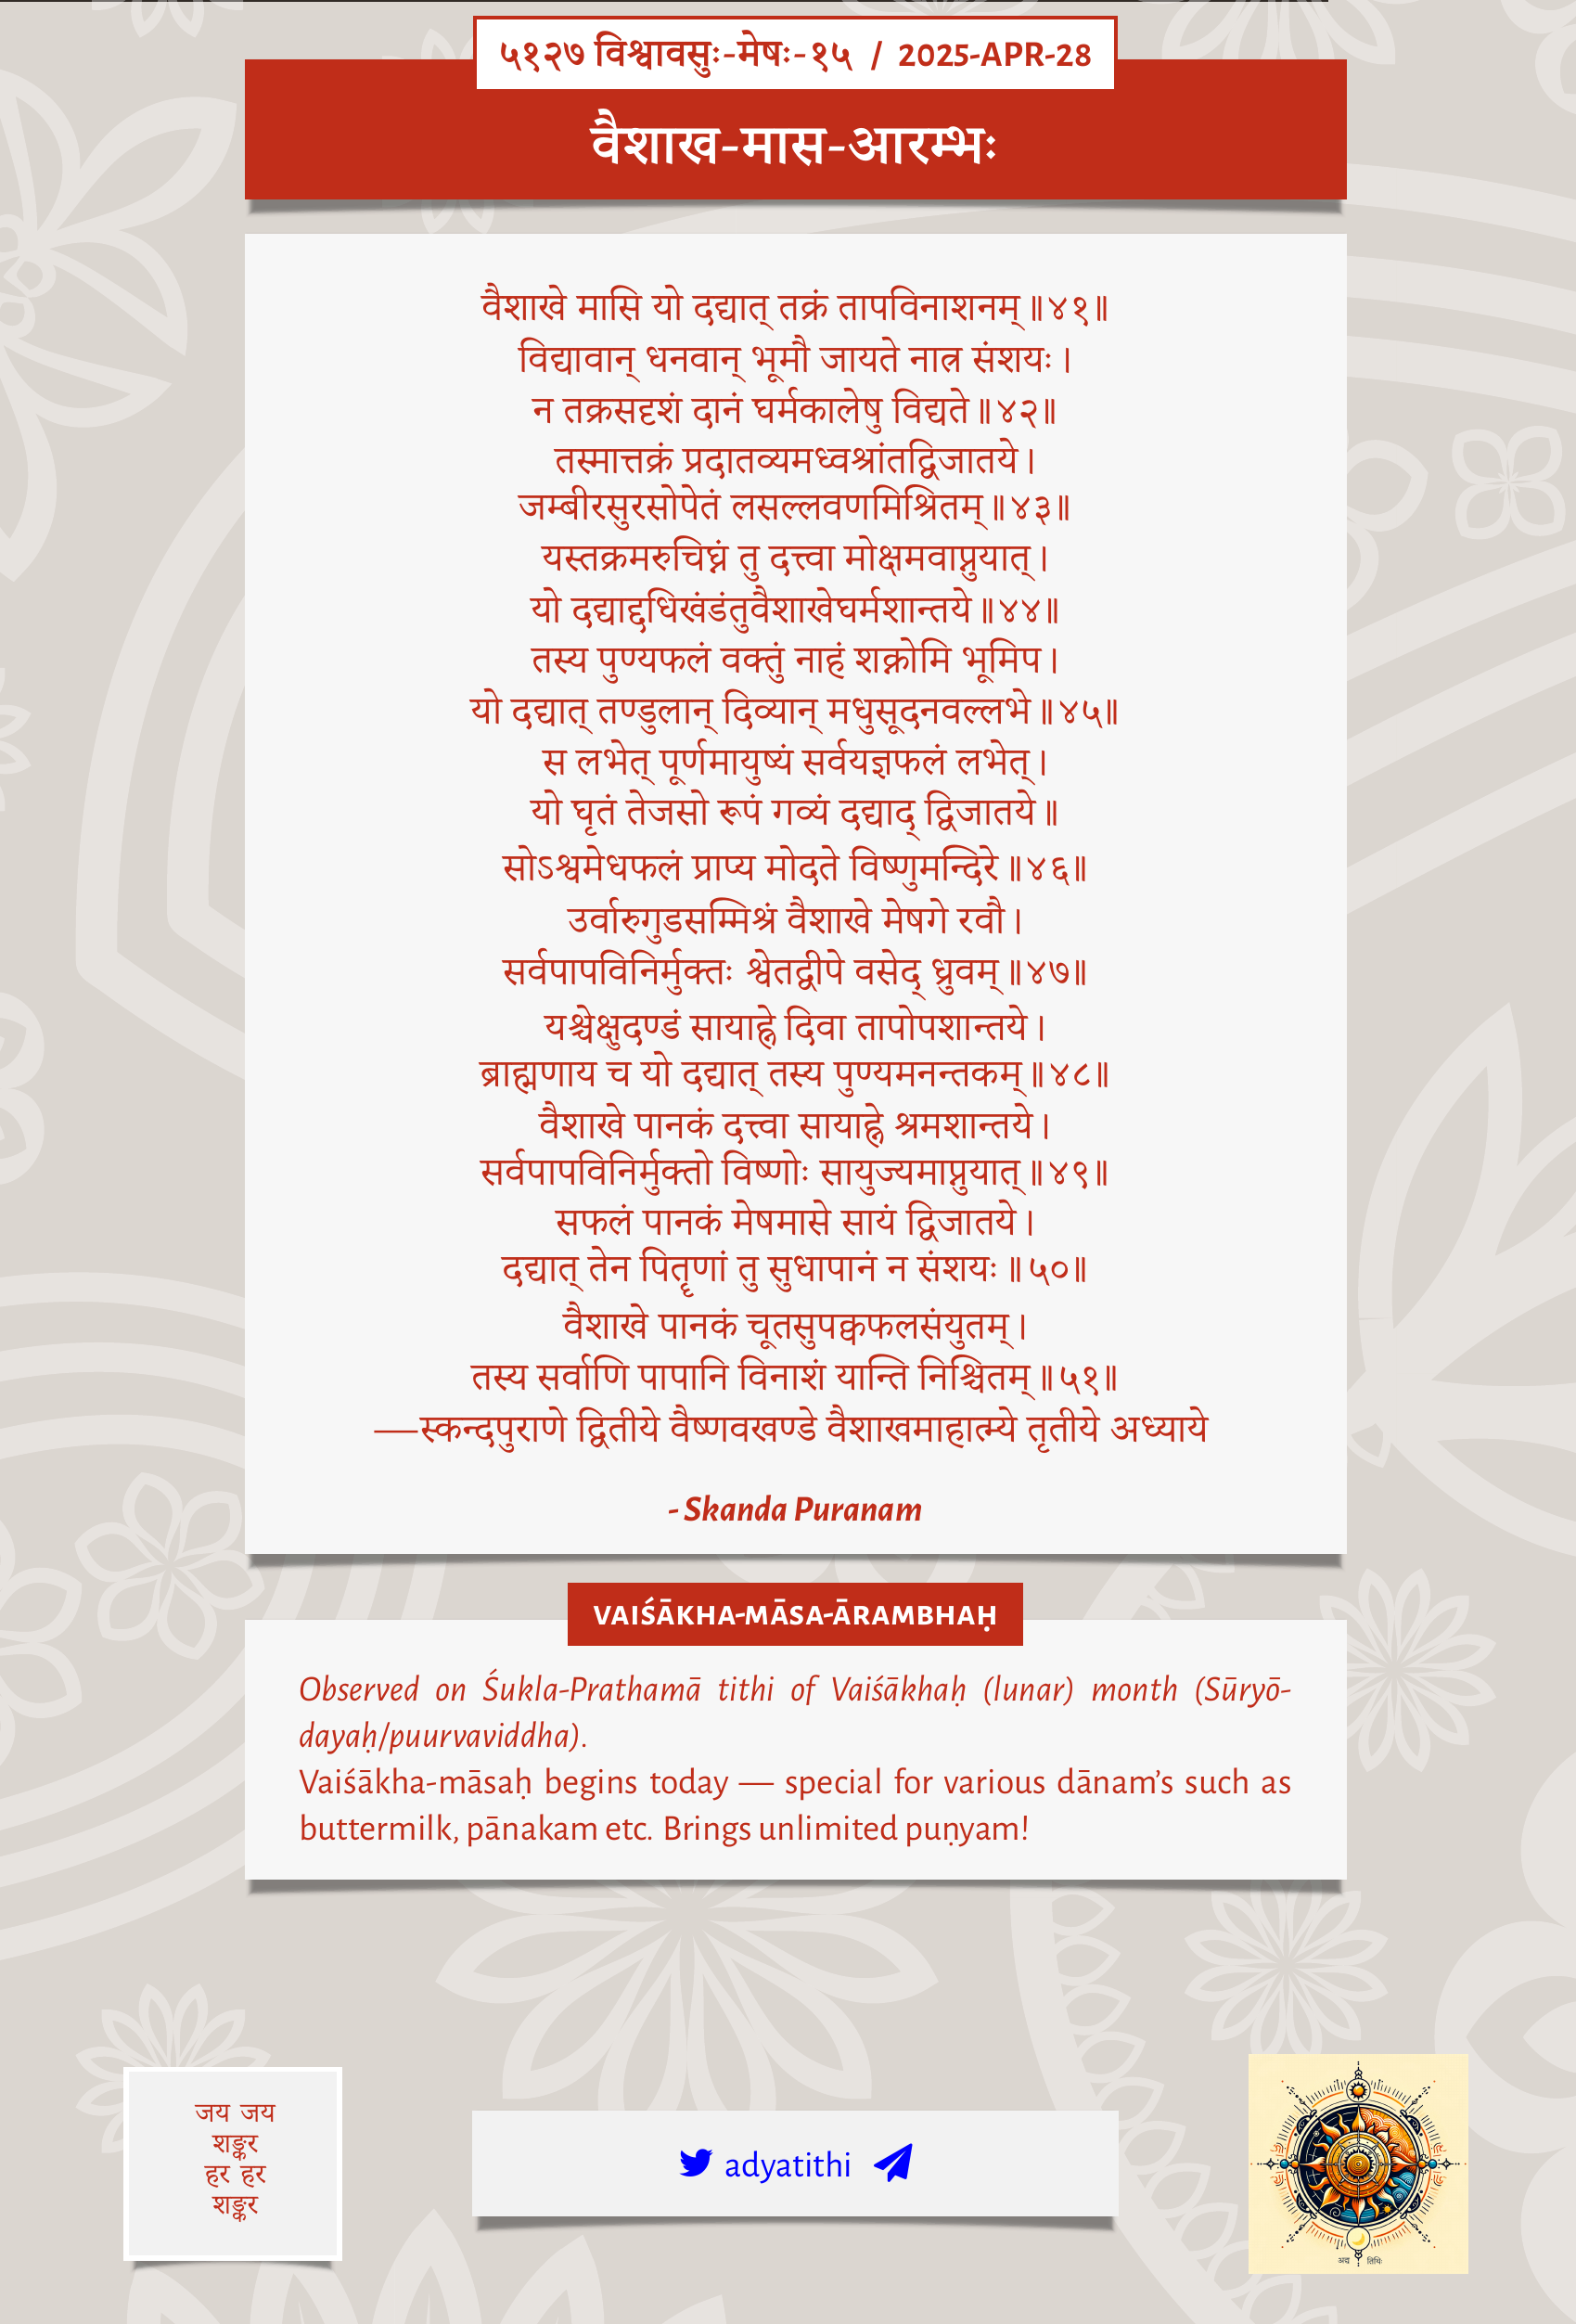 ५१२७ विश्वावसुः-मेषः-१५ / 2025-APR-28
वैशाख-मास-आरम्भः
वैशाखे मासि यो दद्यात् तक्रं तापविनाशनम्॥४१॥
विद्यावान् धनवान् भूमौ जायते नात्र संशयः।
न तक्रसदृशं दानं घर्मकालेषु विद्यते॥४२॥
तस्मात्तक्रं प्रदातव्यमध्वश्रांतद्विजातये।
जम्बीरसुरसोपेतं लसल्लवणमिश्रितम्॥४३॥
यस्तक्रमरुचिघ्नं तु दत्त्वा मोक्षमवाप्नुयात्।
यो दद्याद्दधिखंडंतुवैशाखेघर्मशान्तये॥४४॥
तस्य पुण्यफलं वक्तुं नाहं शक्नोमि भूमिप।
यो दद्यात् तण्डुलान् दिव्यान् मधुसूदनवल्लभे॥४५॥
स लभेत् पूर्णमायुष्यं सर्वयज्ञफलं लभेत्।
यो घृतं तेजसो रूपं गव्यं दद्याद् द्विजातये॥
सोऽश्वमेधफलं प्राप्य मोदते विष्णुमन्दिरे॥४६॥
उर्वारुगुडसम्मिश्रं वैशाखे मेषगे रवौ।
सर्वपापविनिर्मुक्तः श्वेतद्वीपे वसेद् ध्रुवम्॥४७॥
यश्चेक्षुदण्डं सायाह्ने दिवा तापोपशान्तये।
ब्राह्मणाय च यो दद्यात् तस्य पुण्यमनन्तकम्॥४८॥
वैशाखे पानकं दत्त्वा सायाह्ने श्रमशान्तये।
सर्वपापविनिर्मुक्तो विष्णोः सायुज्यमाप्नुयात्॥४९॥
सफलं पानकं मेषमासे सायं द्विजातये।
दद्यात् तेन पितॄणां तु सुधापानं न संशयः॥५०॥
वैशाखे पानकं चूतसुपक्वफलसंयुतम्।
तस्य सर्वाणि पापानि विनाशं यान्ति निश्चितम्॥५१॥
—स्कन्दपुराणे द्वितीये वैष्णवखण्डे वैशाखमाहात्म्ये तृतीये अध्याये
- Skanda Puranam
VAIŚĀKHA-MĀSA-ĀRAMBHAḤ
Observed on Śukla-Prathamā tithi of Vaiśākhaḥ (lunar) month (Sūryō-
dayaḥ/puurvaviddha).
Vaiśākha-māsaḥ begins today — special for various dānam’s such as
buttermilk, pānakam etc. Brings unlimited puṇyam!
जय जय
शङ्कर
हर हर
शङ्कर
adyatithi
अद्य तिथिः